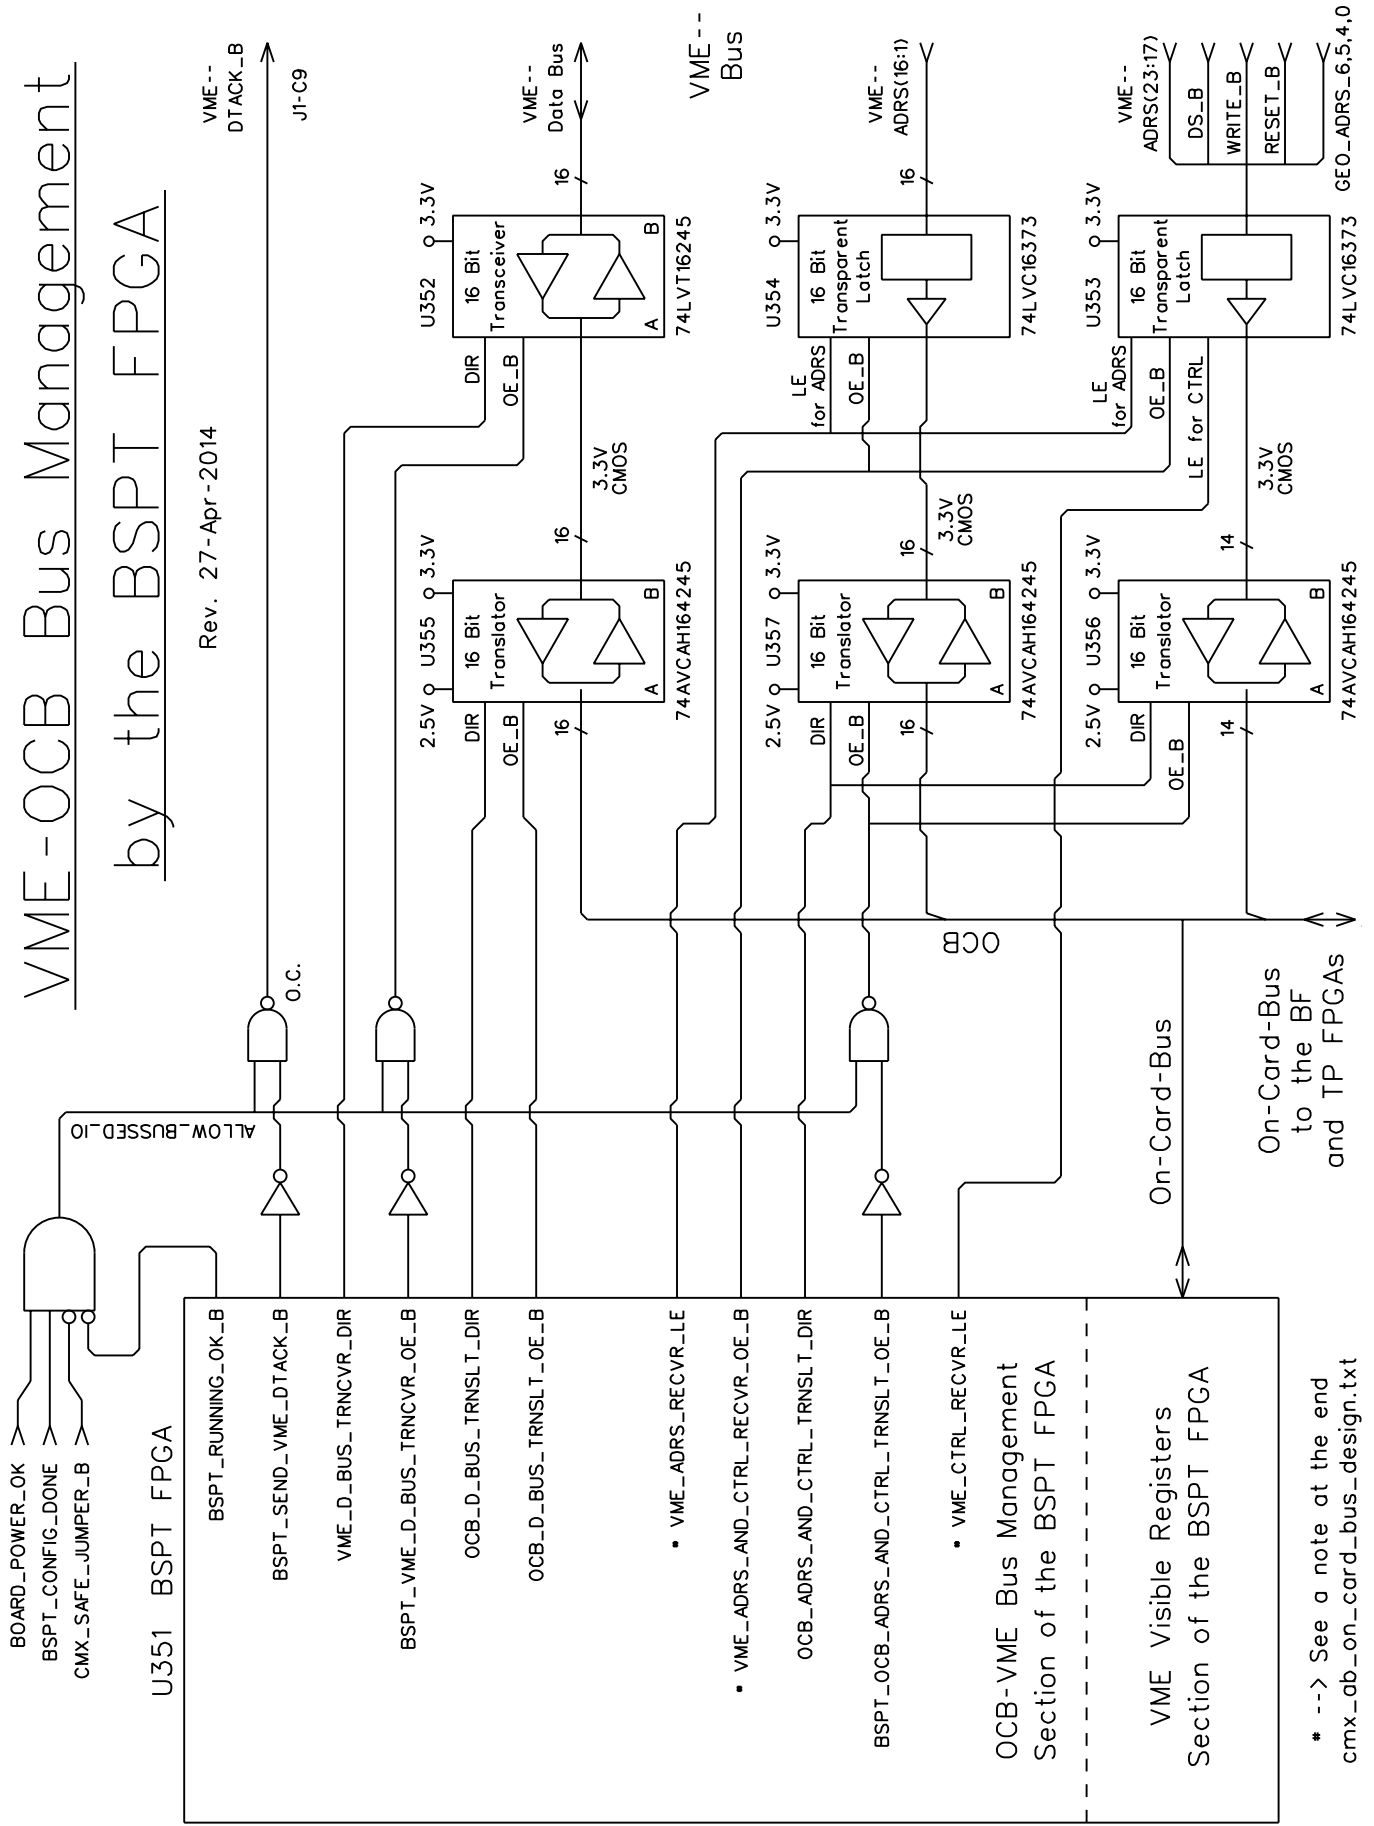 VME-OCB Bus Management
by the BSPT FPGA
Rev. 27-Apr-2014
BOARD_POWER_OK
BSPT_CONFIG_DONE
CMX_SAFE_JUMPER_B
ALLOW_BUSSED_IO
O.C.
VME--
DTACK_B
J1-C9
U351 BSPT FPGA
BSPT_RUNNING_OK_B
BSPT_SEND_VME_DTACK_B
VME_D_BUS_TRNCVR_DIR
BSPT_VME_D_BUS_TRNCVR_OE_B
OCB_D_BUS_TRNSLT_DIR
OCB_D_BUS_TRNSLT_OE_B
* VME_ADRS_RECVR_LE
* VME_ADRS_AND_CTRL_RECVR_OE_B
OCB_ADRS_AND_CTRL_TRNSLT_DIR
BSPT_OCB_ADRS_AND_CTRL_TRNSLT_OE_B
* VME_CTRL_RECVR_LE
OCB-VME Bus Management
Section of the BSPT FPGA
VME Visible Registers
Section of the BSPT FPGA
2.5V
U355
3.3V
DIR
OE_B
16 Bit
Translator
A
B
16
16
74AVCAH164245
3.3V
CMOS
U352
3.3V
DIR
OE_B
16 Bit
Transceiver
A
B
74LVT16245
16
VME--
Data Bus
VME--
Bus
2.5V
U357
3.3V
DIR
OE_B
16 Bit
Translator
A
B
16
16
74AVCAH164245
3.3V
CMOS
U354
3.3V
LE
for ADRS
OE_B
16 Bit
Transparent
Latch
74LVC16373
16
VME--
ADRS(16:1)
2.5V
U356
3.3V
DIR
OE_B
16 Bit
Translator
A
B
14
14
74AVCAH164245
3.3V
CMOS
U353
3.3V
LE
for ADRS
OE_B
LE for CTRL
16 Bit
Transparent
Latch
74LVC16373
VME--
ADRS(23:17)
DS_B
WRITE_B
RESET_B
GEO_ADRS_6,5,4,0
OCB
On-Card-Bus
On-Card-Bus
to the BF
and TP FPGAs
* --> See a note at the end
cmx_ab_on_card_bus_design.txt